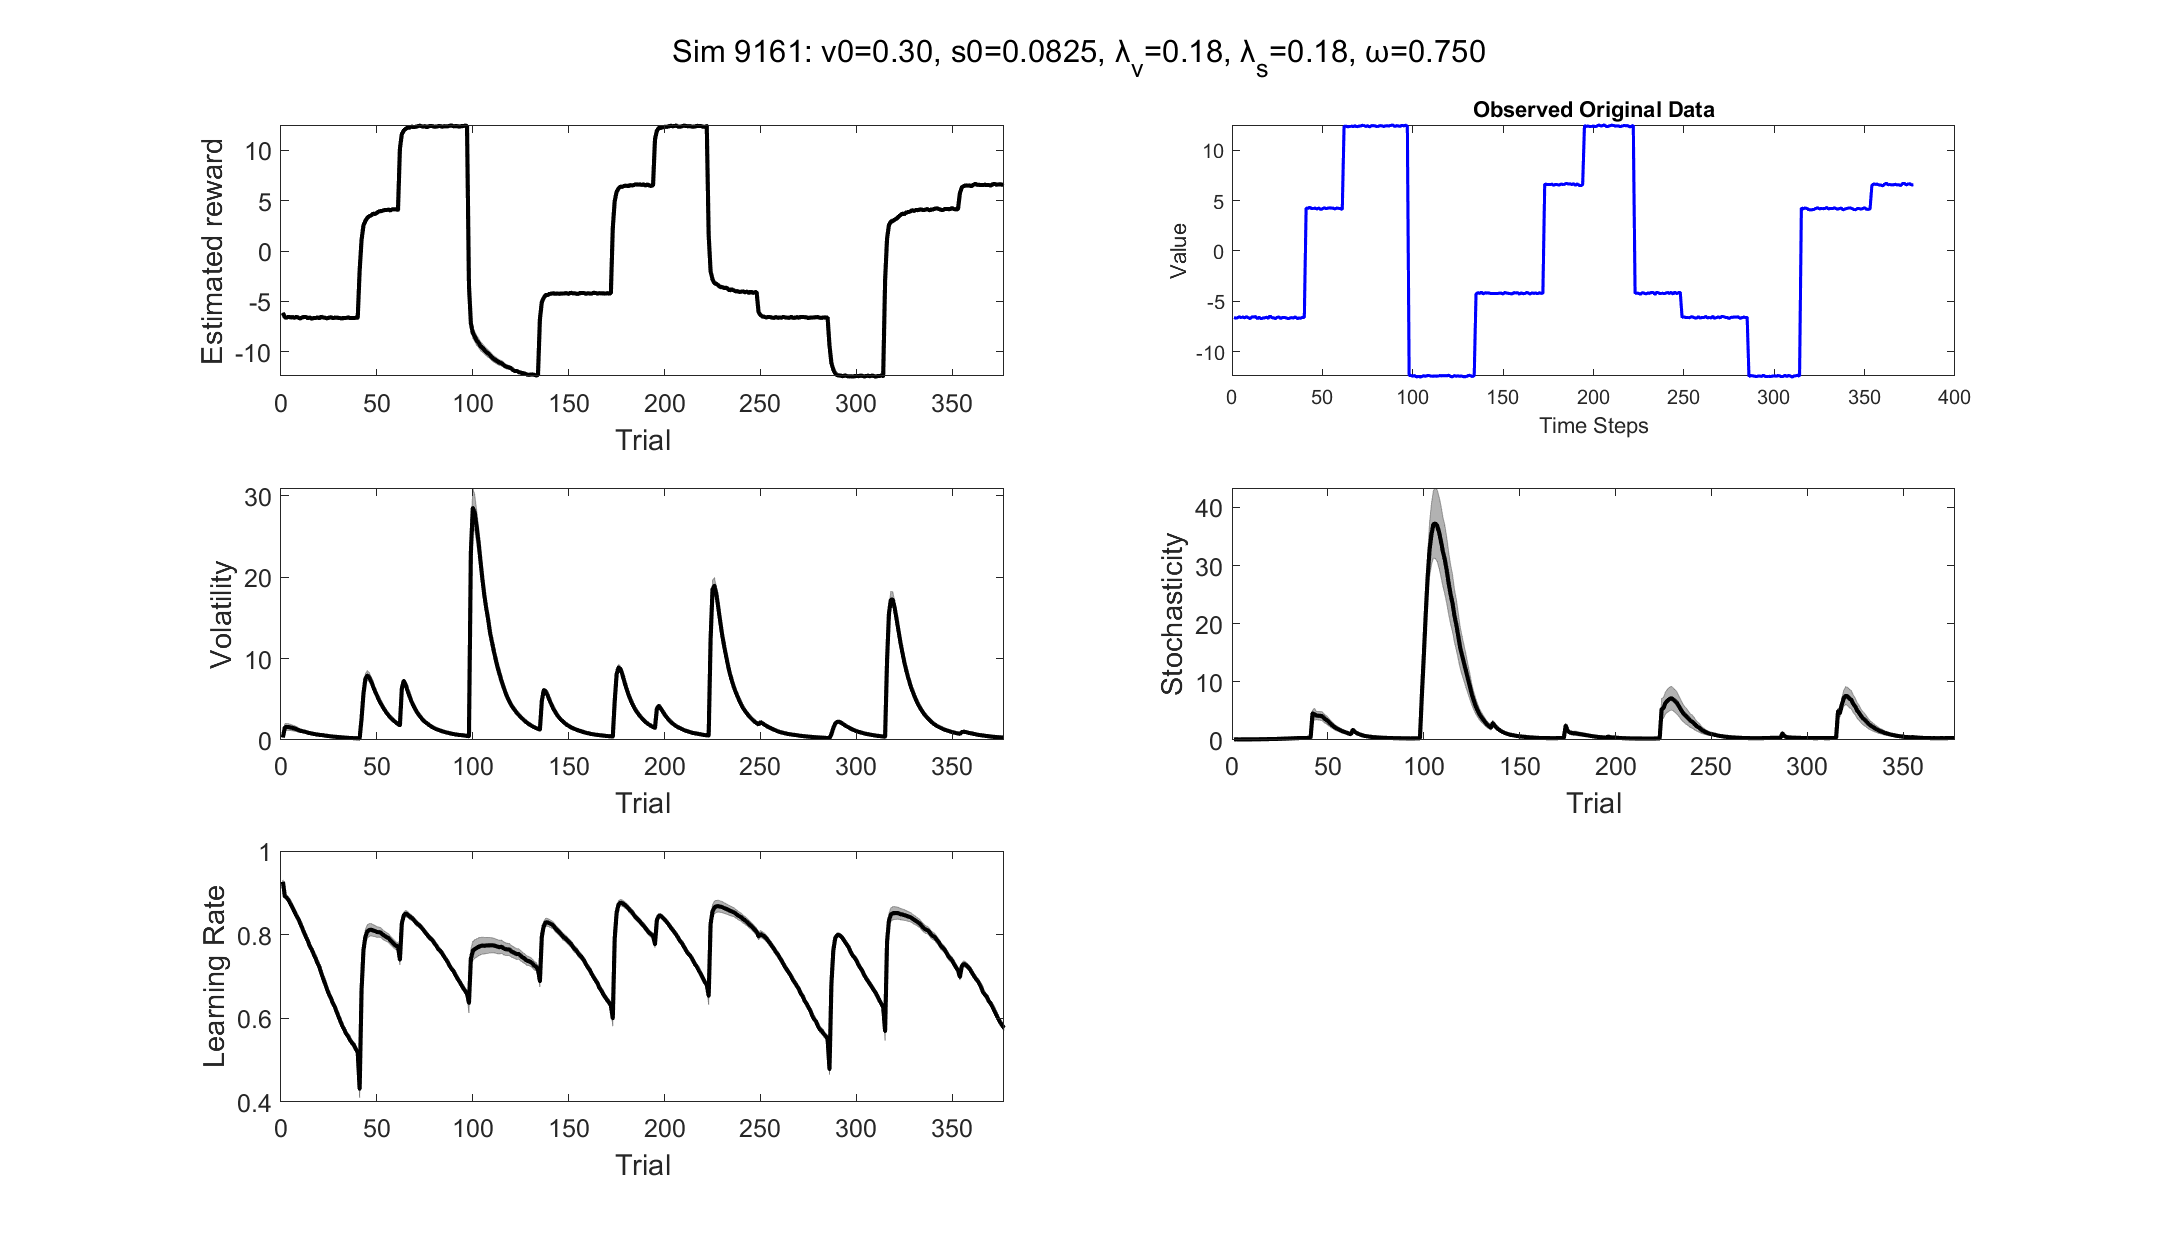 Sim 9161: v0=0.30, s0=0.0825, λv=0.18, λs=0.18, ω=0.750
Estimated reward
10
5
0
-5
-10
0 50 100 150 200 250 300 350
Trial
Observed Original Data
Value
10
5
0
-5
-10
0 50 100 150 200 250 300 350 400
Time Steps
Volatility
30
20
10
0
0 50 100 150 200 250 300 350
Trial
Stochasticity
40
30
20
10
0
0 50 100 150 200 250 300 350
Trial
Learning Rate
1
0.8
0.6
0.4
0 50 100 150 200 250 300 350
Trial